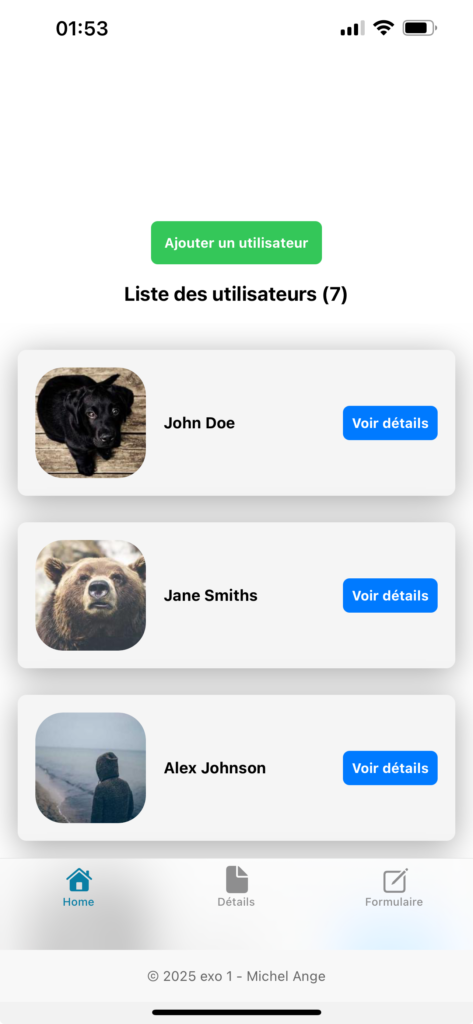 01:53
Ajouter un utilisateur
Liste des utilisateurs (7)
John Doe
Voir détails
Jane Smiths
Voir détails
Alex Johnson
Voir détails
Home
Détails
Formulaire
© 2025 exo 1 - Michel Ange